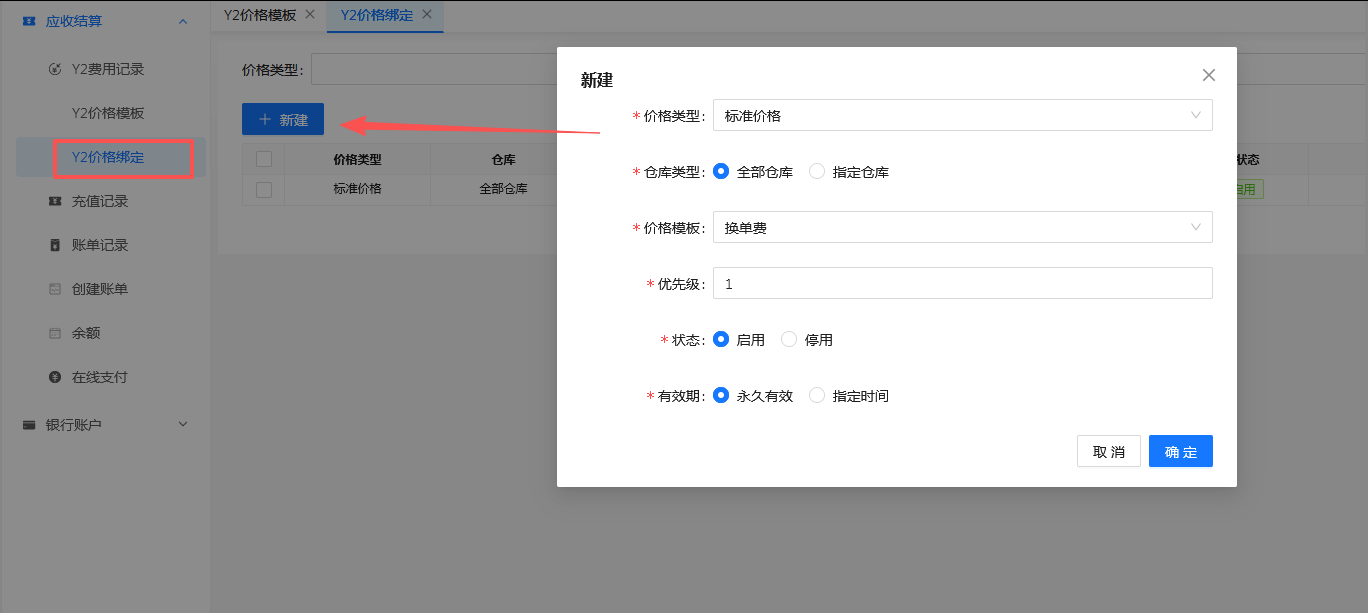 应收结算
Y2费用记录
Y2价格模板
Y2价格绑定
充值记录
账单记录
创建账单
余额
在线支付
银行账户
Y2价格模板
Y2价格绑定
价格类型:
新建
价格类型 仓库 状态
标准价格 全部仓库 启用
新建
* 价格类型: 标准价格
* 仓库类型: 全部仓库 指定仓库
* 价格模板: 换单费
* 优先级: 1
* 状态: 启用 停用
* 有效期: 永久有效 指定时间
取 消 确 定